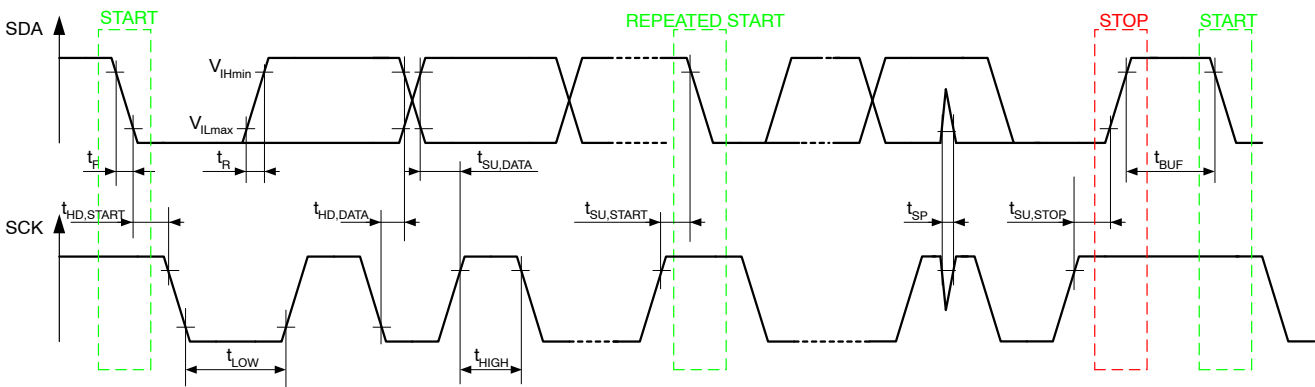 START
REPEATED START
STOP
START
SDA
VIHmin
VILmax
tF
tR
tSU,DATA
tBUF
tHD,START
tHD,DATA
tSU,START
tSP
tSU,STOP
SCK
tLOW
tHIGH